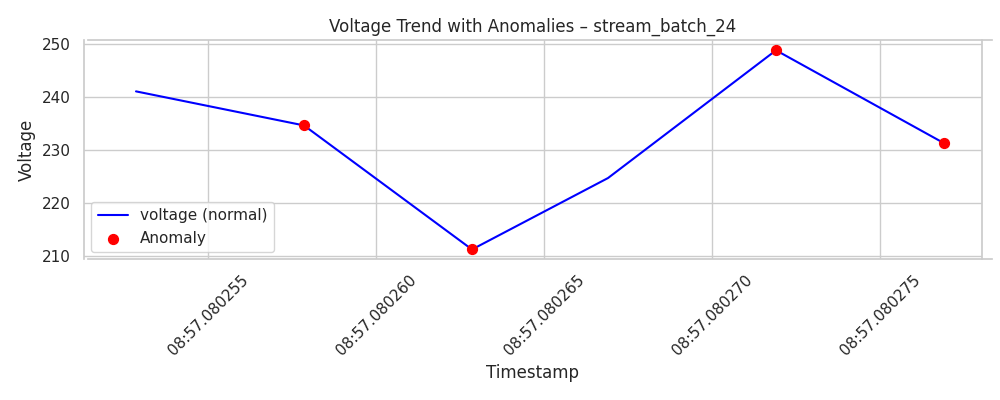 Voltage Trend with Anomalies – stream_batch_24
250
240
230
220
210
Voltage
voltage (normal)
Anomaly
08:57.080255
08:57.080260
08:57.080265
08:57.080270
08:57.080275
Timestamp